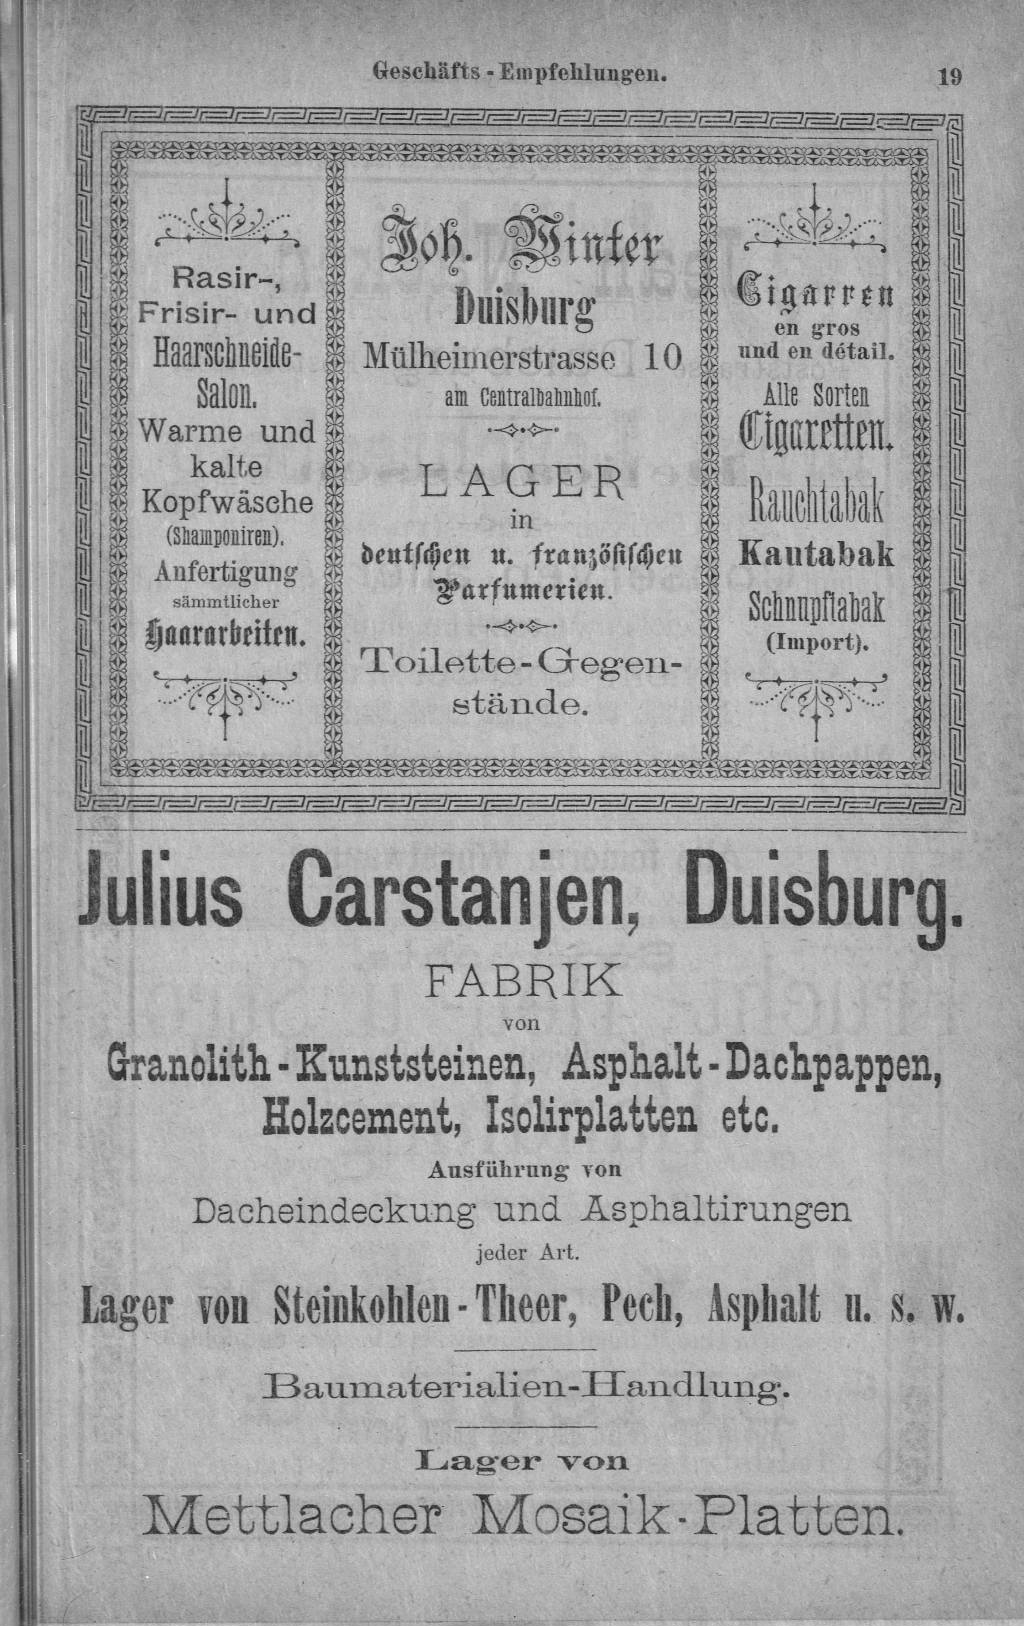 Geschäfts - Empfehlungen.
19
Rasir-,
Frisir- und
Haarschneide-
Salon.
Warme und
kalte
Kopfwäsche
(Shamponiren).
Anfertigung
sämmtlicher
Haararbeiten.
Joh. Winter
Duisburg
Mülheimerstrasse 10
am Centralbahnhof.
LAGER
in
deutschen u. französischen
Parfumerien.
Toilette-Gegen-
stände.
Cigarren
en gros
und en détail.
Alle Sorten
Cigaretten.
Rauchtabak
Kautabak
Schnupftabak
(Import).
Julius Carstanjen, Duisburg.
FABRIK
von
Granolith-Kunststeinen, Asphalt-Dachpappen,
Holzcement, Isolirplatten etc.
Ausführung von
Dacheindeckung und Asphaltirungen
jeder Art.
Lager von Steinkohlen-Theer, Pech, Asphalt u. s. w.
Baumaterialien-Handlung.
Lager von
Mettlacher Mosaik-Platten.